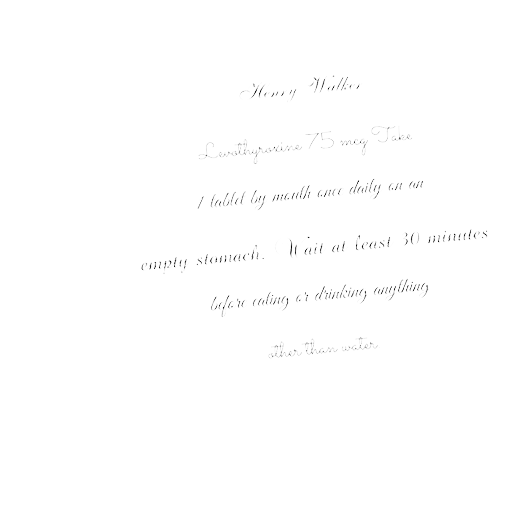 Henry Walker
Levothyroxine 75 mcg Take
1 tablet by mouth once daily on an
empty stomach. Wait at least 30 minutes
before eating or drinking anything
other than water